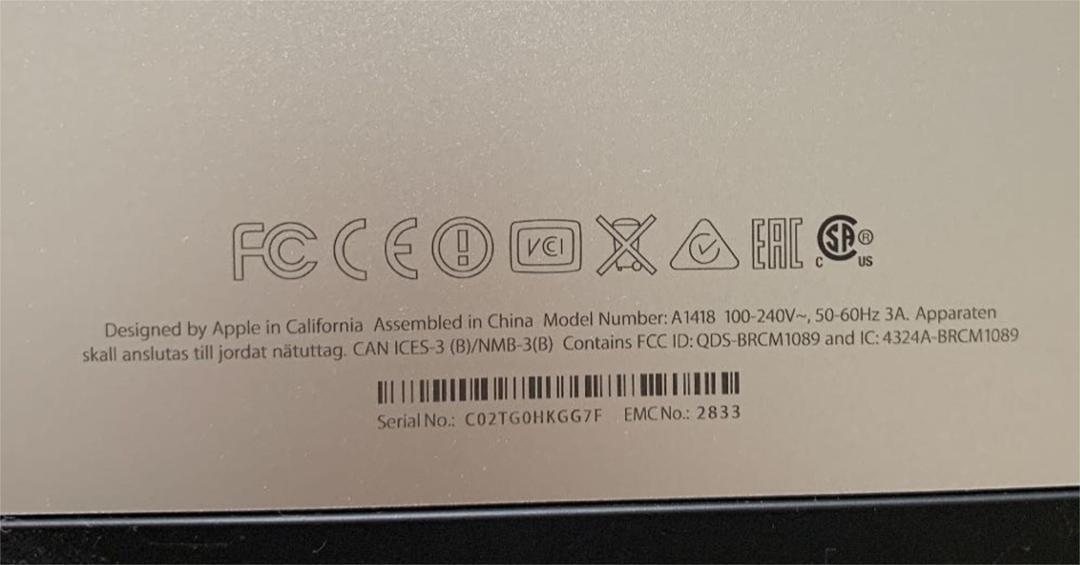 FC CE VCI EAC C SA ® US
Designed by Apple in California Assembled in China Model Number: A1418 100-240V~, 50-60Hz 3A. Apparaten
skall anslutas till jordat nätuttag. CAN ICES-3 (B)/NMB-3(B) Contains FCC ID: QDS-BRCM1089 and IC: 4324A-BRCM1089
Serial No.: C02TG0HKGG7F EMC No.: 2833